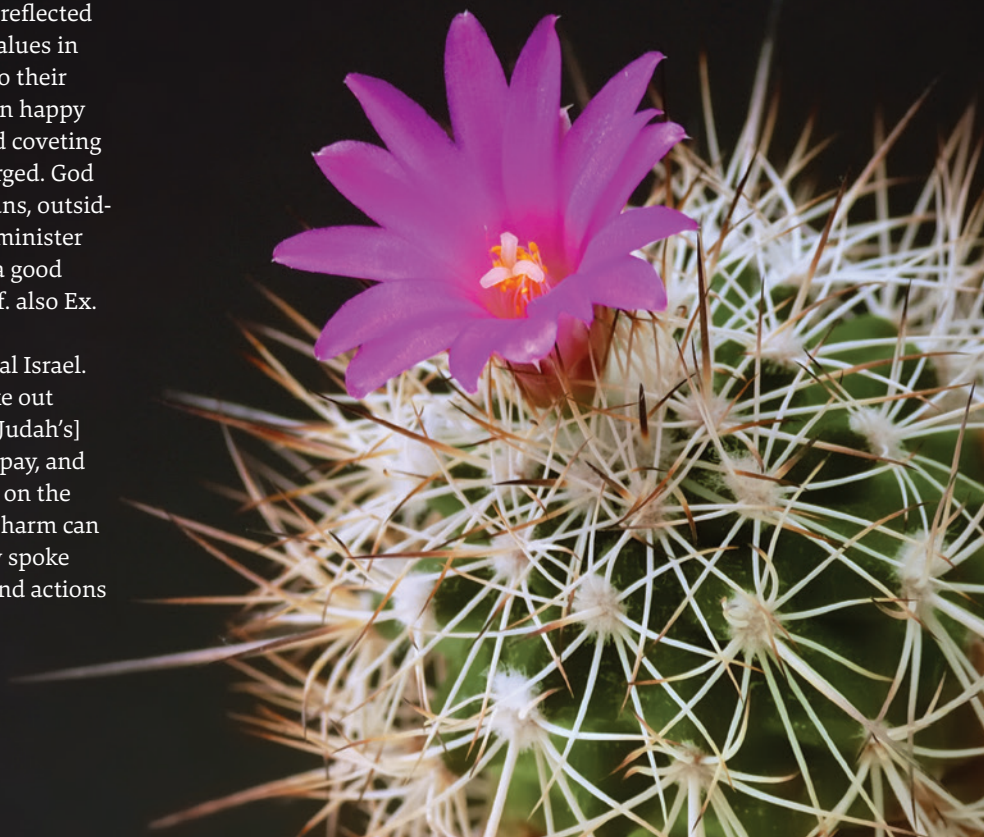 reflected
alues in
o their
n happy
d coveting
rged. God
ns, outsid-
minister
a good
f. also Ex.
al Israel.
ke out
Judah’s]
pay, and
on the
harm can
y spoke
nd actions